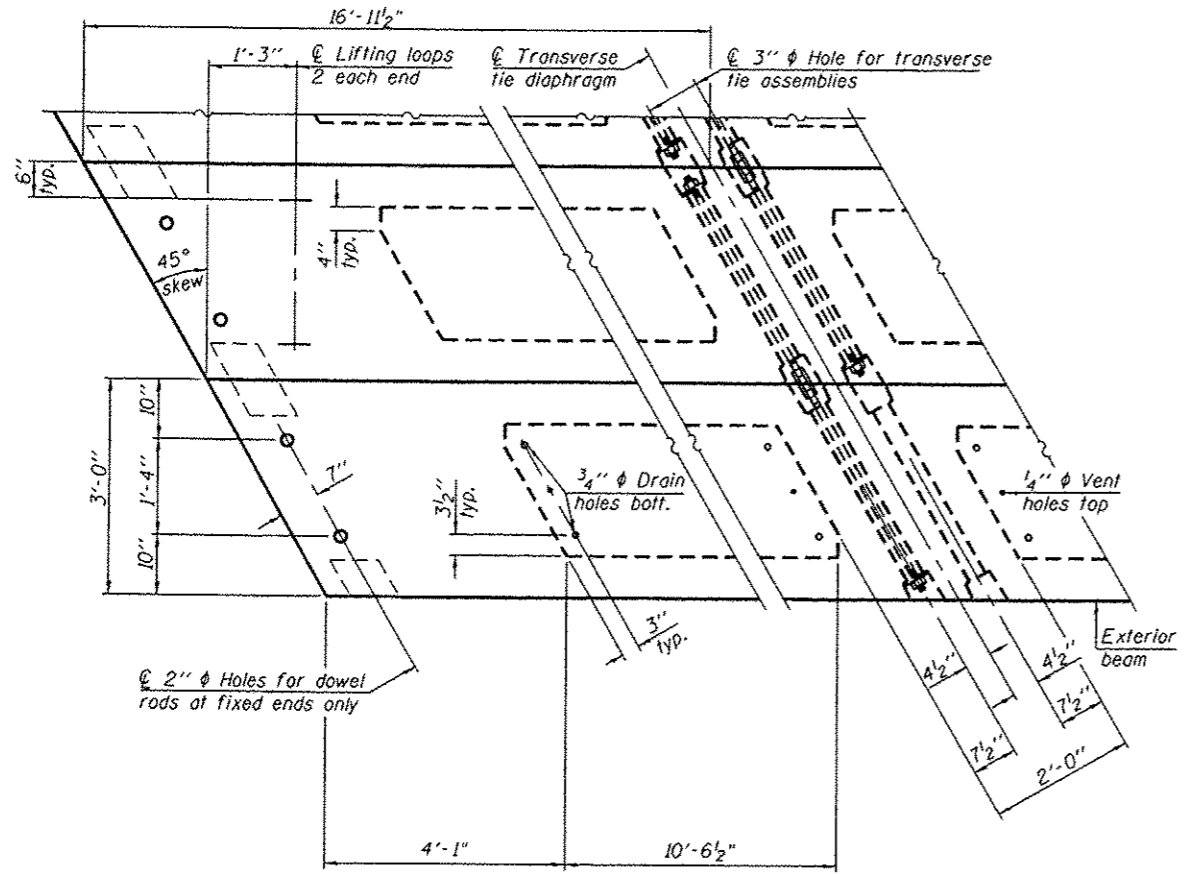 16'-11½"
1'-3"
℄ Lifting loops
2 each end
℄ Transverse
tie diaphragm
℄ 3" ϕ Hole for transverse
tie assemblies
6"
typ.
4"
typ.
45°
skew
3'-0"
10"
1'-4"
10"
7"
3½"
typ.
¾" ϕ Drain
holes bott.
¼" ϕ Vent
holes top
3"
typ.
Exterior
beam
℄ 2" ϕ Holes for dowel
rods at fixed ends only
4½"
4½"
7½"
7½"
2'-0"
4'-1"
10'-6½"